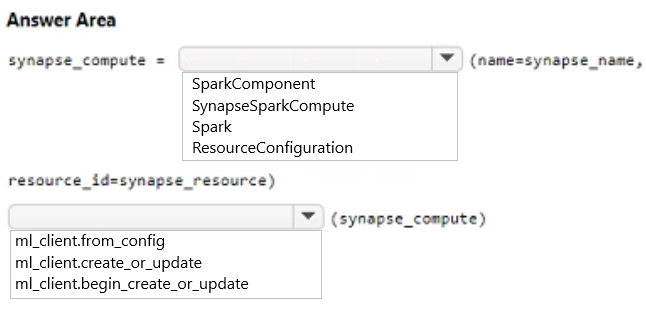 Answer Area
synapse_compute = (name=synapse_name,
SparkComponent
SynapseSparkCompute
Spark
ResourceConfiguration
resource_id=synapse_resource)
(synapse_compute)
ml_client.from_config
ml_client.create_or_update
ml_client.begin_create_or_update